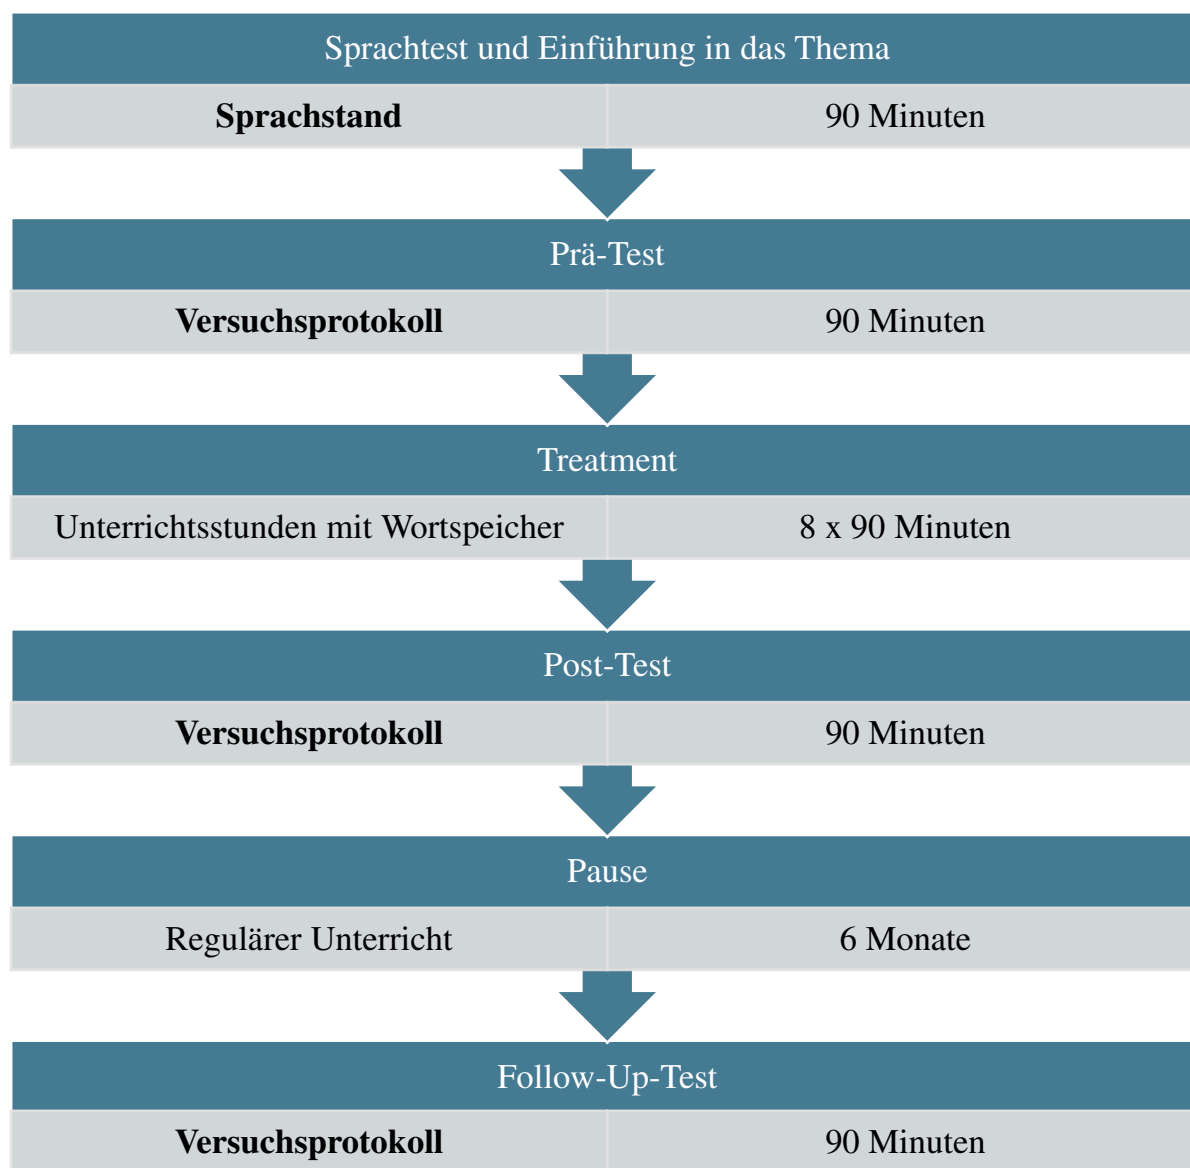 Sprachtest und Einführung in das Thema
Sprachstand 90 Minuten
Prä-Test
Versuchsprotokoll 90 Minuten
Treatment
Unterrichtsstunden mit Wortspeicher 8 x 90 Minuten
Post-Test
Versuchsprotokoll 90 Minuten
Pause
Regulärer Unterricht 6 Monate
Follow-Up-Test
Versuchsprotokoll 90 Minuten